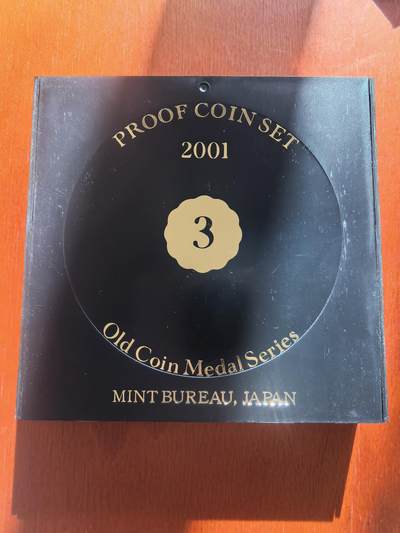 PROOF COIN SET
2001
3
Old Coin Medal Series
MINT BUREAU, JAPAN